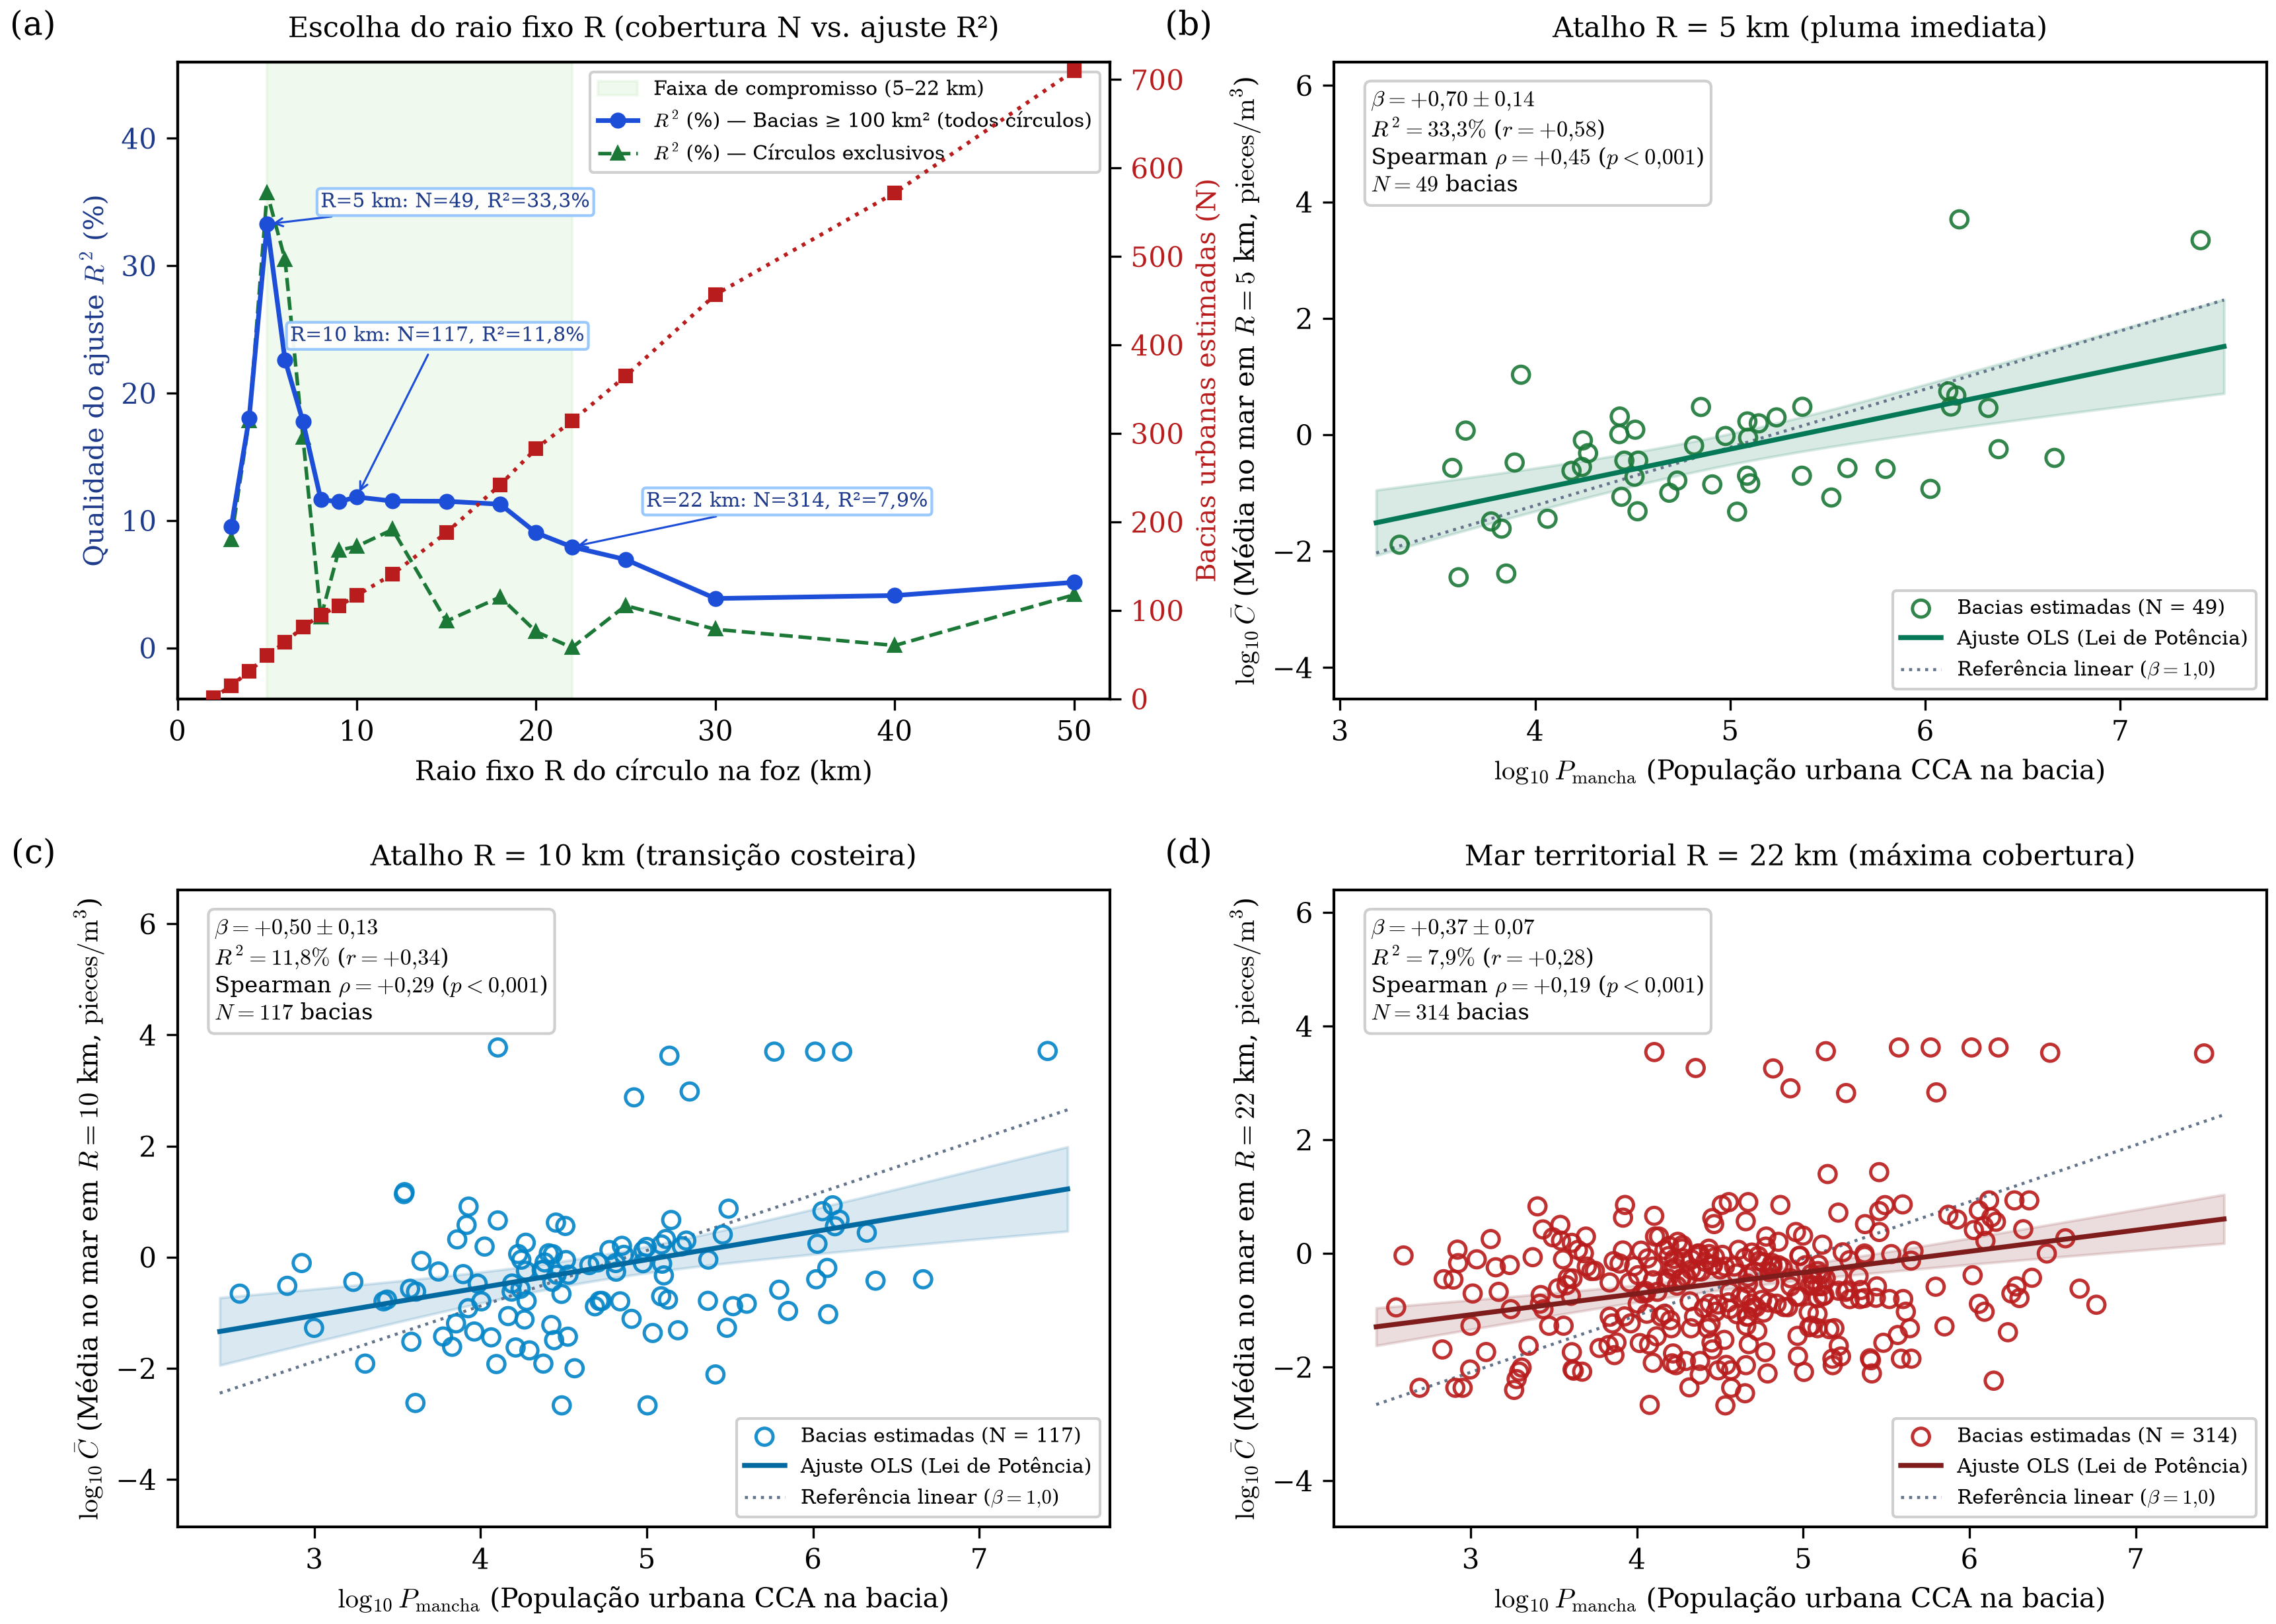 (a)
Escolha do raio fixo R (cobertura N vs. ajuste R²)
Qualidade do ajuste R² (%)
40
30
20
10
0
Faixa de compromisso (5–22 km)
R² (%) — Bacias ≥ 100 km² (todos círculos)
R² (%) — Círculos exclusivos
R=5 km: N=49, R²=33,3%
R=10 km: N=117, R²=11,8%
R=22 km: N=314, R²=7,9%
700
600
500
400
300
200
100
0
Bacias urbanas estimadas (N)
0 10 20 30 40 50
Raio fixo R do círculo na foz (km)
(b)
Atalho R = 5 km (pluma imediata)
log₁₀ C̄ (Média no mar em R = 5 km, pieces/m³)
6
4
2
0
−2
−4
β = +0,70 ± 0,14
R² = 33,3% (r = +0,58)
Spearman ρ = +0,45 (p < 0,001)
N = 49 bacias
Bacias estimadas (N = 49)
Ajuste OLS (Lei de Potência)
Referência linear (β = 1,0)
3 4 5 6 7
log₁₀ P_mancha (População urbana CCA na bacia)
(c)
Atalho R = 10 km (transição costeira)
log₁₀ C̄ (Média no mar em R = 10 km, pieces/m³)
6
4
2
0
−2
−4
β = +0,50 ± 0,13
R² = 11,8% (r = +0,34)
Spearman ρ = +0,29 (p < 0,001)
N = 117 bacias
Bacias estimadas (N = 117)
Ajuste OLS (Lei de Potência)
Referência linear (β = 1,0)
3 4 5 6 7
log₁₀ P_mancha (População urbana CCA na bacia)
(d)
Mar territorial R = 22 km (máxima cobertura)
log₁₀ C̄ (Média no mar em R = 22 km, pieces/m³)
6
4
2
0
−2
−4
β = +0,37 ± 0,07
R² = 7,9% (r = +0,28)
Spearman ρ = +0,19 (p < 0,001)
N = 314 bacias
Bacias estimadas (N = 314)
Ajuste OLS (Lei de Potência)
Referência linear (β = 1,0)
3 4 5 6 7
log₁₀ P_mancha (População urbana CCA na bacia)